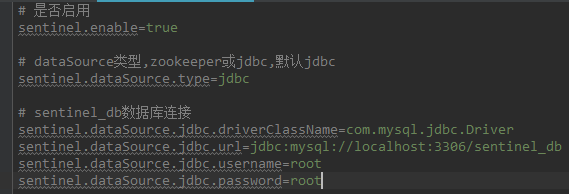 # 是否启用
sentinel.enable=true
# dataSource类型,zookeeper或jdbc,默认jdbc
sentinel.dataSource.type=jdbc
# sentinel_db数据库连接
sentinel.dataSource.jdbc.driverClassName=com.mysql.jdbc.Driver
sentinel.dataSource.jdbc.url=jdbc:mysql://localhost:3306/sentinel_db
sentinel.dataSource.jdbc.username=root
sentinel.dataSource.jdbc.password=root